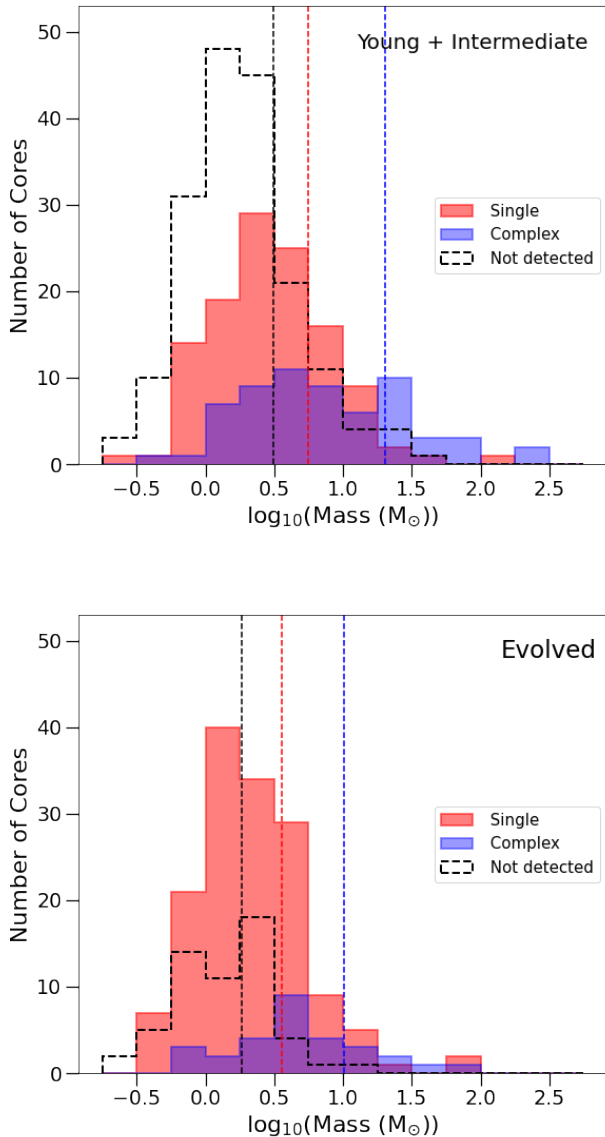 50
Young + Intermediate
40
30
Single
Complex
Not detected
20
10
0
Number of Cores
−0.5 0.0 0.5 1.0 1.5 2.0 2.5
log₁₀(Mass (M☉))
50
Evolved
40
30
Single
Complex
Not detected
20
10
0
Number of Cores
−0.5 0.0 0.5 1.0 1.5 2.0 2.5
log₁₀(Mass (M☉))